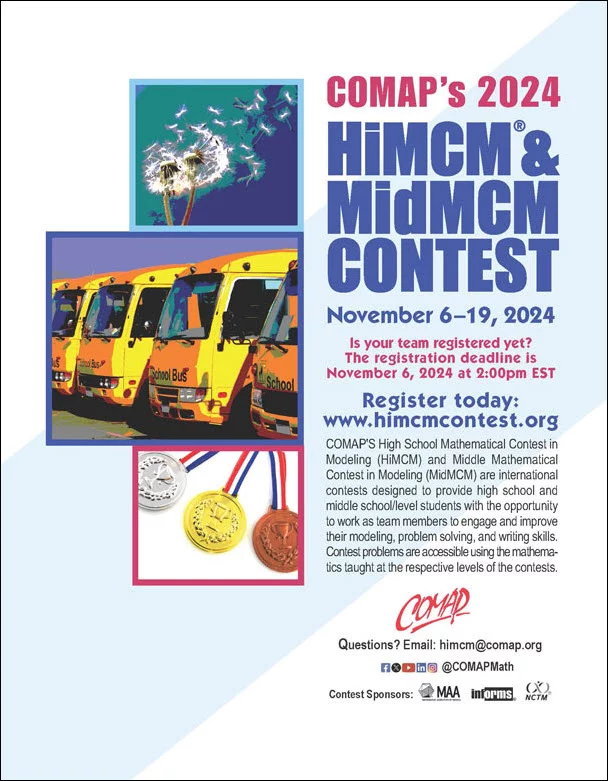 COMAP's 2024
HiMCM® &
MidMCM
CONTEST
November 6–19, 2024
Is your team registered yet?
The registration deadline is
November 6, 2024 at 2:00pm EST
Register today:
www.himcmcontest.org
COMAP'S High School Mathematical Contest in
Modeling (HiMCM) and Middle Mathematical
Contest in Modeling (MidMCM) are international
contests designed to provide high school and
middle school/level students with the opportunity
to work as team members to engage and improve
their modeling, problem solving, and writing skills.
Contest problems are accessible using the mathema-
tics taught at the respective levels of the contests.
School Bus
School Bus
School
COMAP
Questions? Email: himcm@comap.org
@COMAPMath
Contest Sponsors: MAA informs NCTM